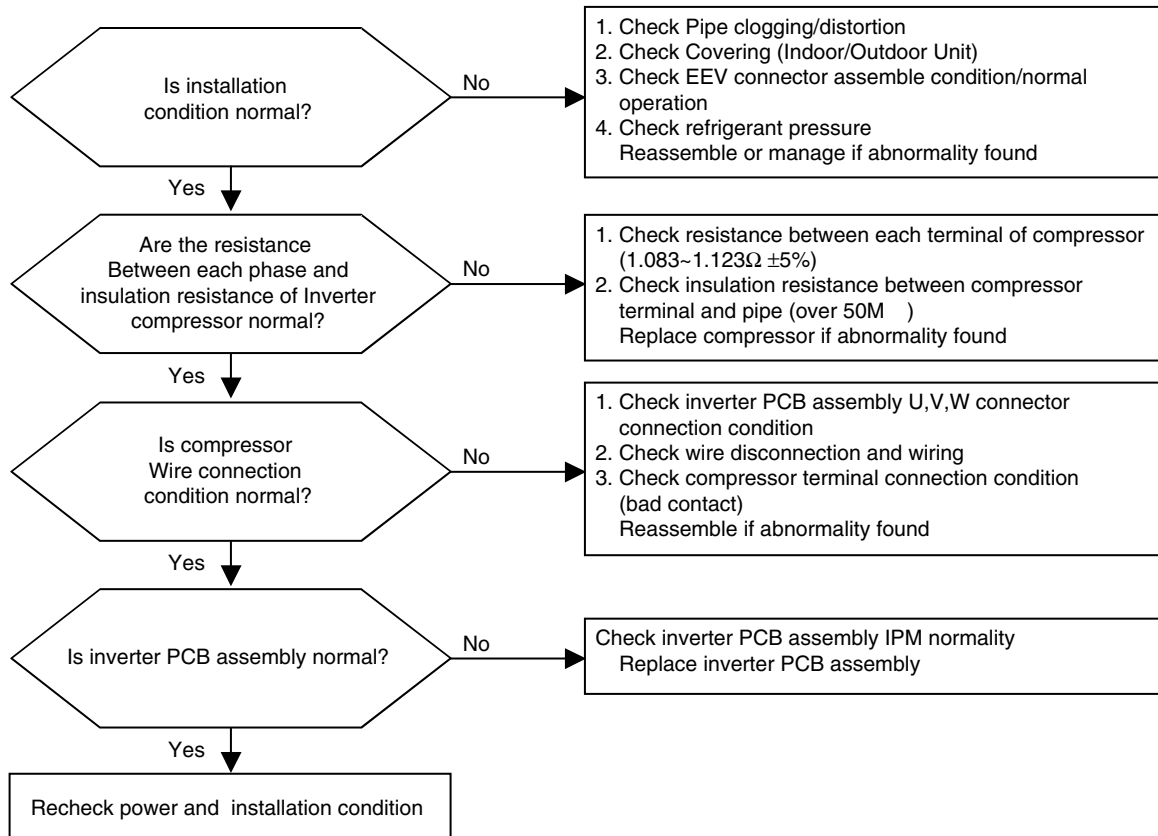 Is installation
condition normal?
No
1. Check Pipe clogging/distortion
2. Check Covering (Indoor/Outdoor Unit)
3. Check EEV connector assemble condition/normal
operation
4. Check refrigerant pressure
Reassemble or manage if abnormality found
Yes
Are the resistance
Between each phase and
insulation resistance of Inverter
compressor normal?
No
1. Check resistance between each terminal of compressor
(1.083~1.123Ω ±5%)
2. Check insulation resistance between compressor
terminal and pipe (over 50M )
Replace compressor if abnormality found
Yes
Is compressor
Wire connection
condition normal?
No
1. Check inverter PCB assembly U,V,W connector
connection condition
2. Check wire disconnection and wiring
3. Check compressor terminal connection condition
(bad contact)
Reassemble if abnormality found
Yes
Is inverter PCB assembly normal?
No
Check inverter PCB assembly IPM normality
Replace inverter PCB assembly
Yes
Recheck power and installation condition